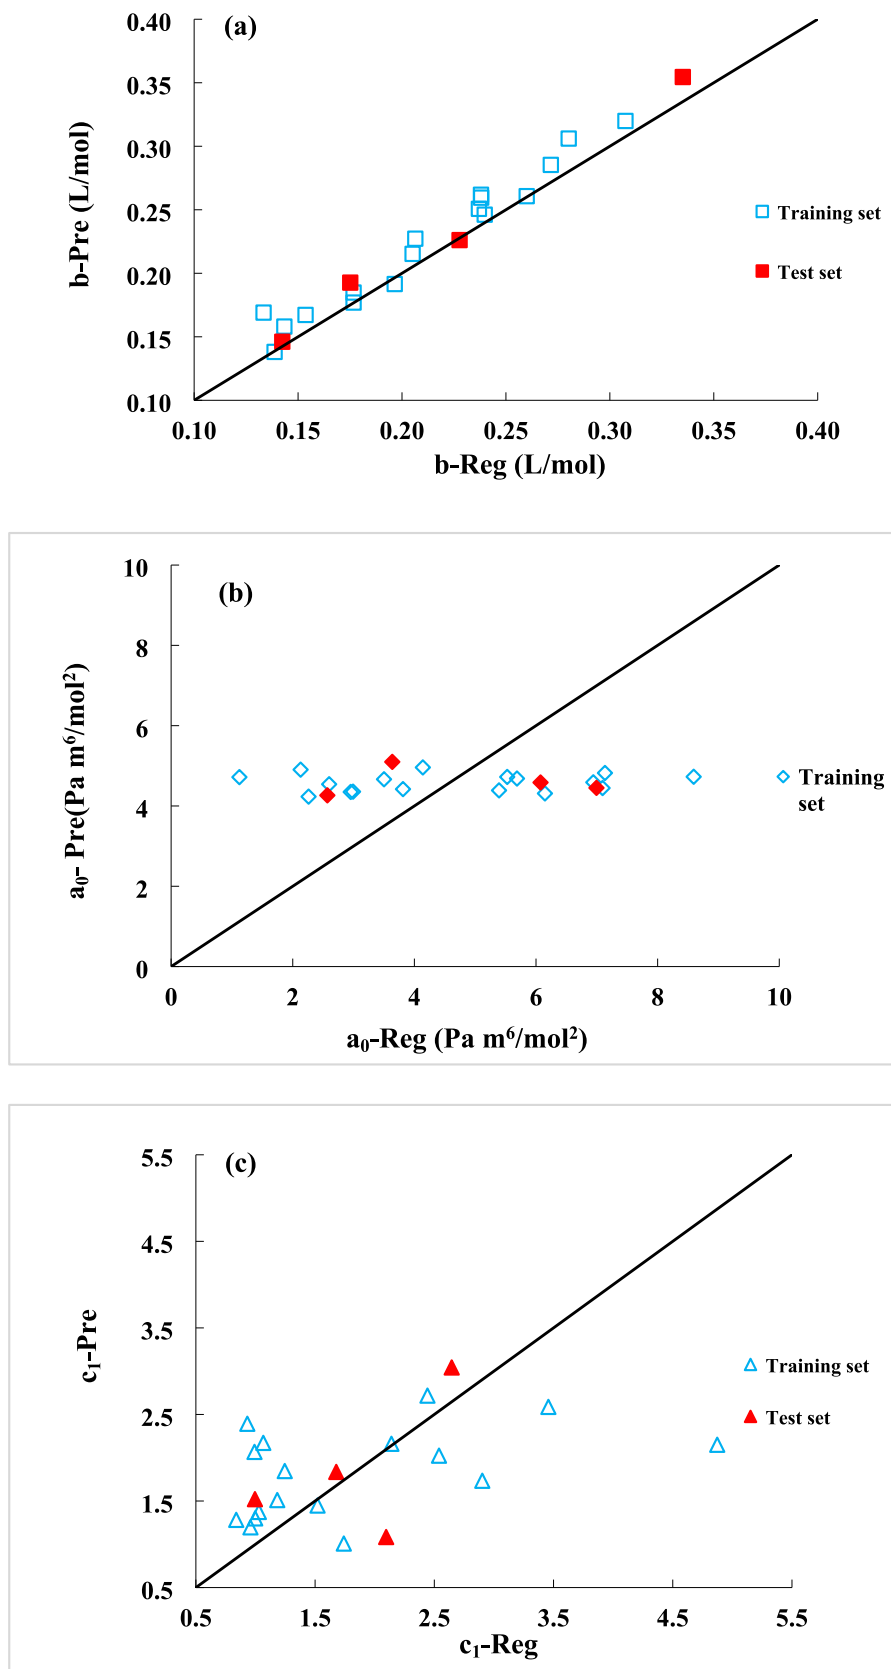 (a)
0.40
0.35
0.30
0.25
0.20
0.15
0.10
b-Pre (L/mol)
Training set
Test set
0.10 0.15 0.20 0.25 0.30 0.35 0.40
b-Reg (L/mol)
(b)
10
8
6
4
2
0
a₀- Pre(Pa m⁶/mol²)
Training
set
0 2 4 6 8 10
a₀-Reg (Pa m⁶/mol²)
(c)
5.5
4.5
3.5
2.5
1.5
0.5
c₁-Pre
Training set
Test set
0.5 1.5 2.5 3.5 4.5 5.5
c₁-Reg